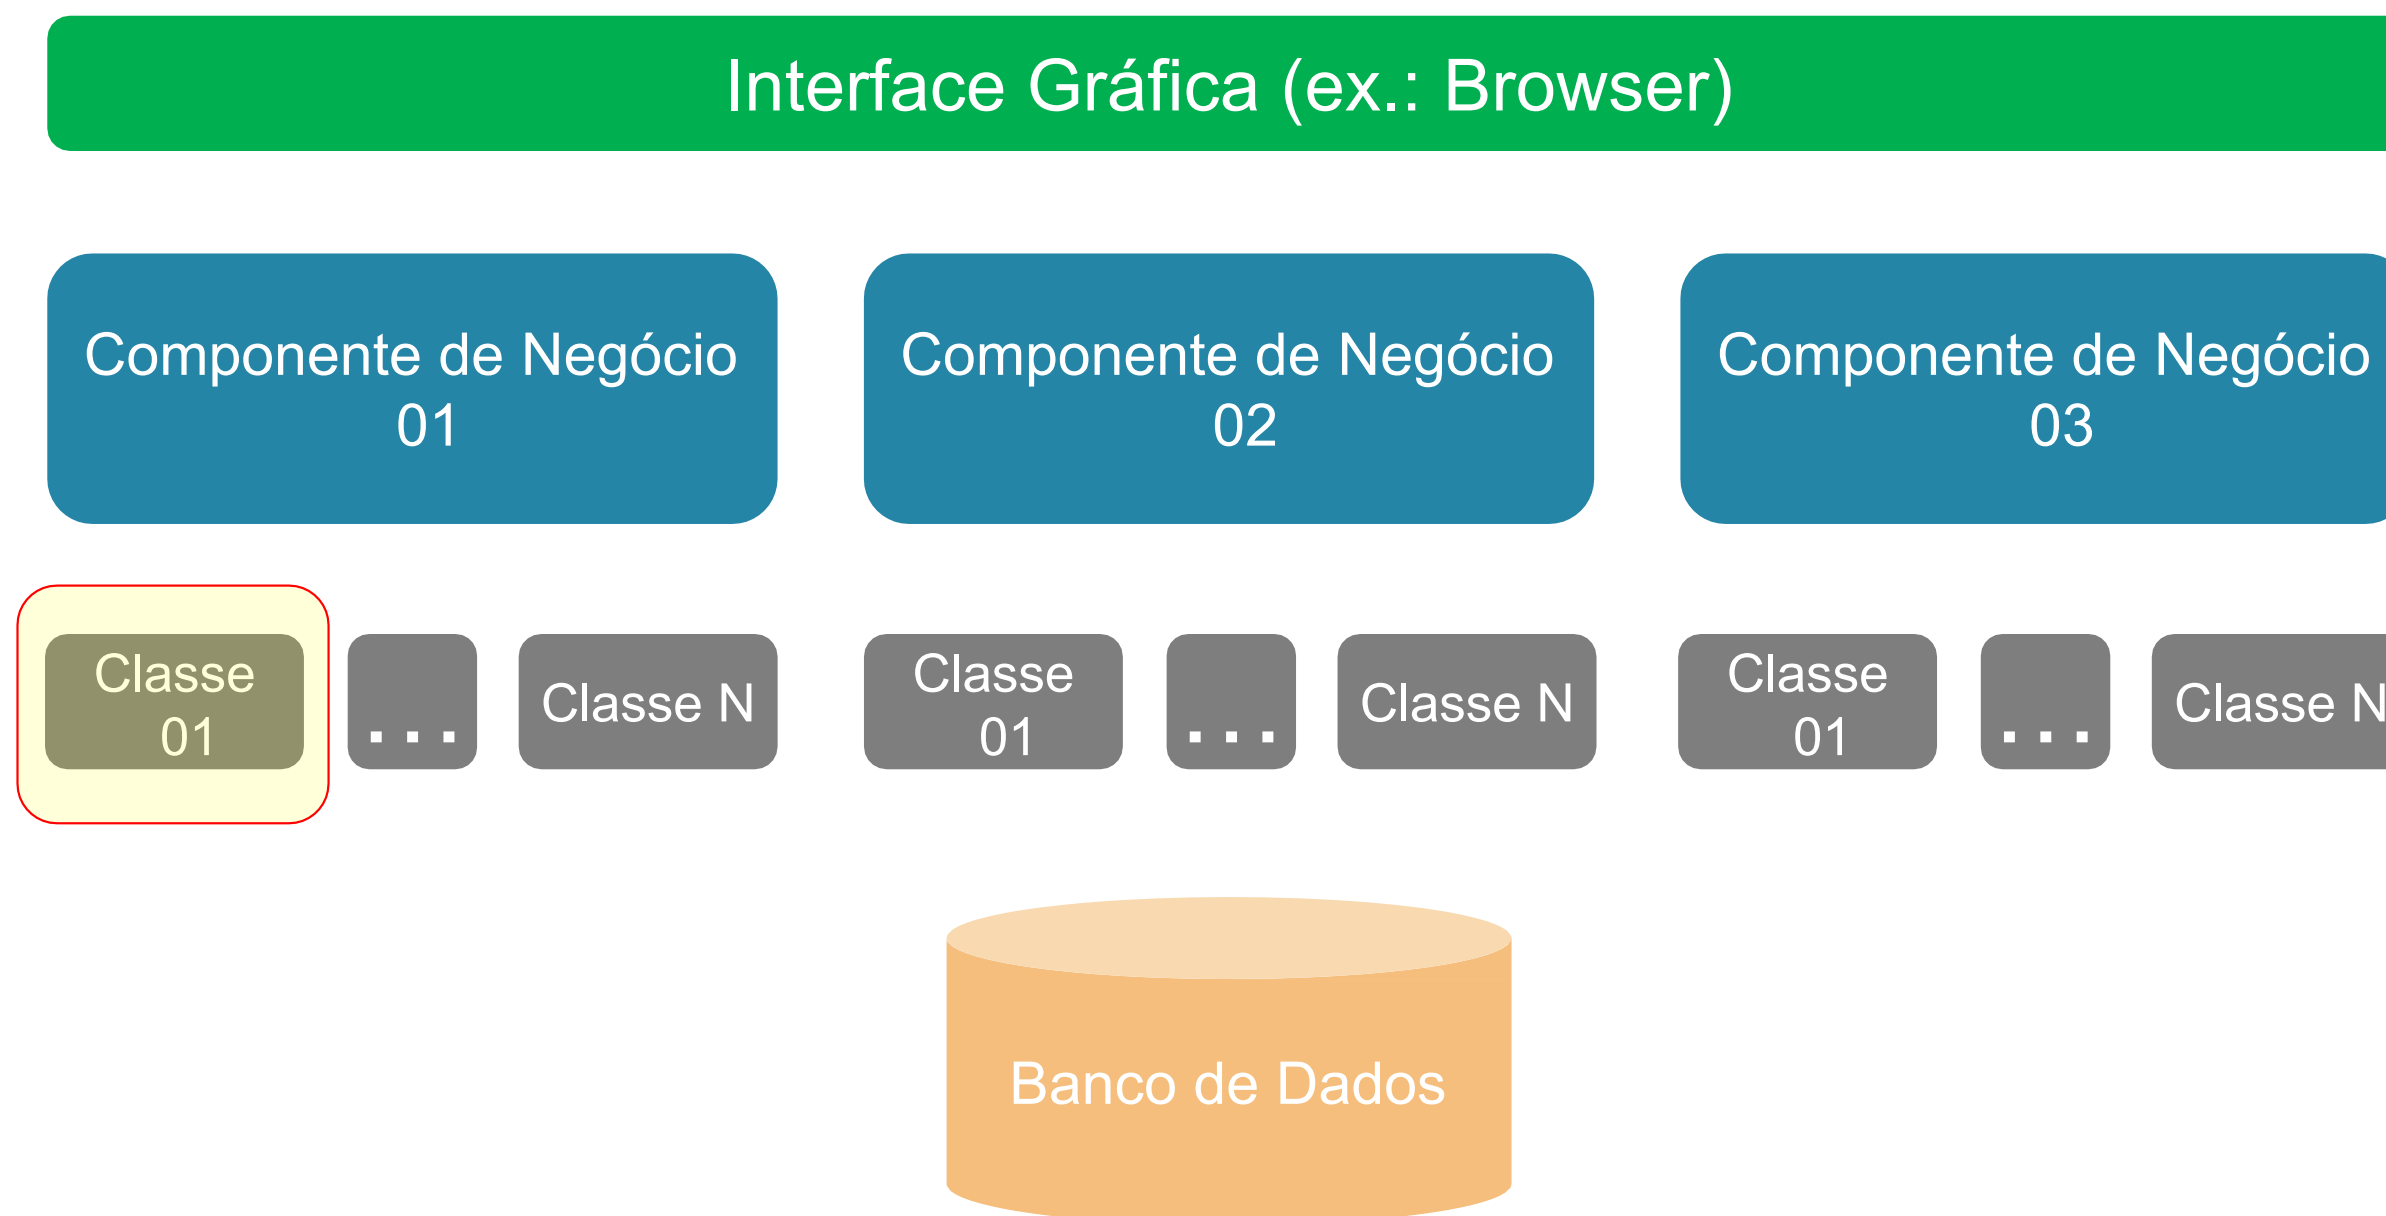 Interface Gráfica (ex.: Browser)
Componente de Negócio
01
Componente de Negócio
02
Componente de Negócio
03
Classe
01
...
Classe N
Classe
01
...
Classe N
Classe
01
...
Classe N
Banco de Dados